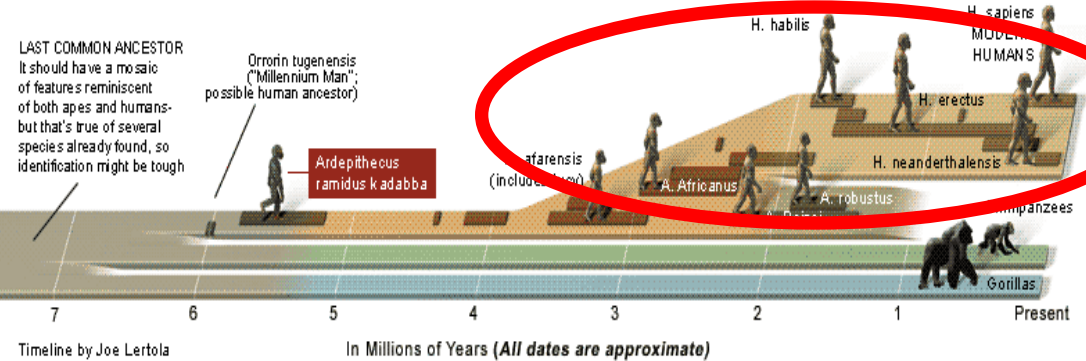 LAST COMMON ANCESTOR
It should have a mosaic
of features reminiscent
of both apes and humans-
but that's true of several
species already found, so
identification might be tough
Orrorin tugenensis
("Millennium Man";
possible human ancestor)
Ardepithecus
ramidus kadabba
afarensis
(includes
A. Africanus
A. robustus
H. habilis
H. sapiens
MODERN
HUMANS
H. erectus
H. neanderthalensis
Gorillas
7 6 5 4 3 2 1 Present
Timeline by Joe Lertola
In Millions of Years (All dates are approximate)